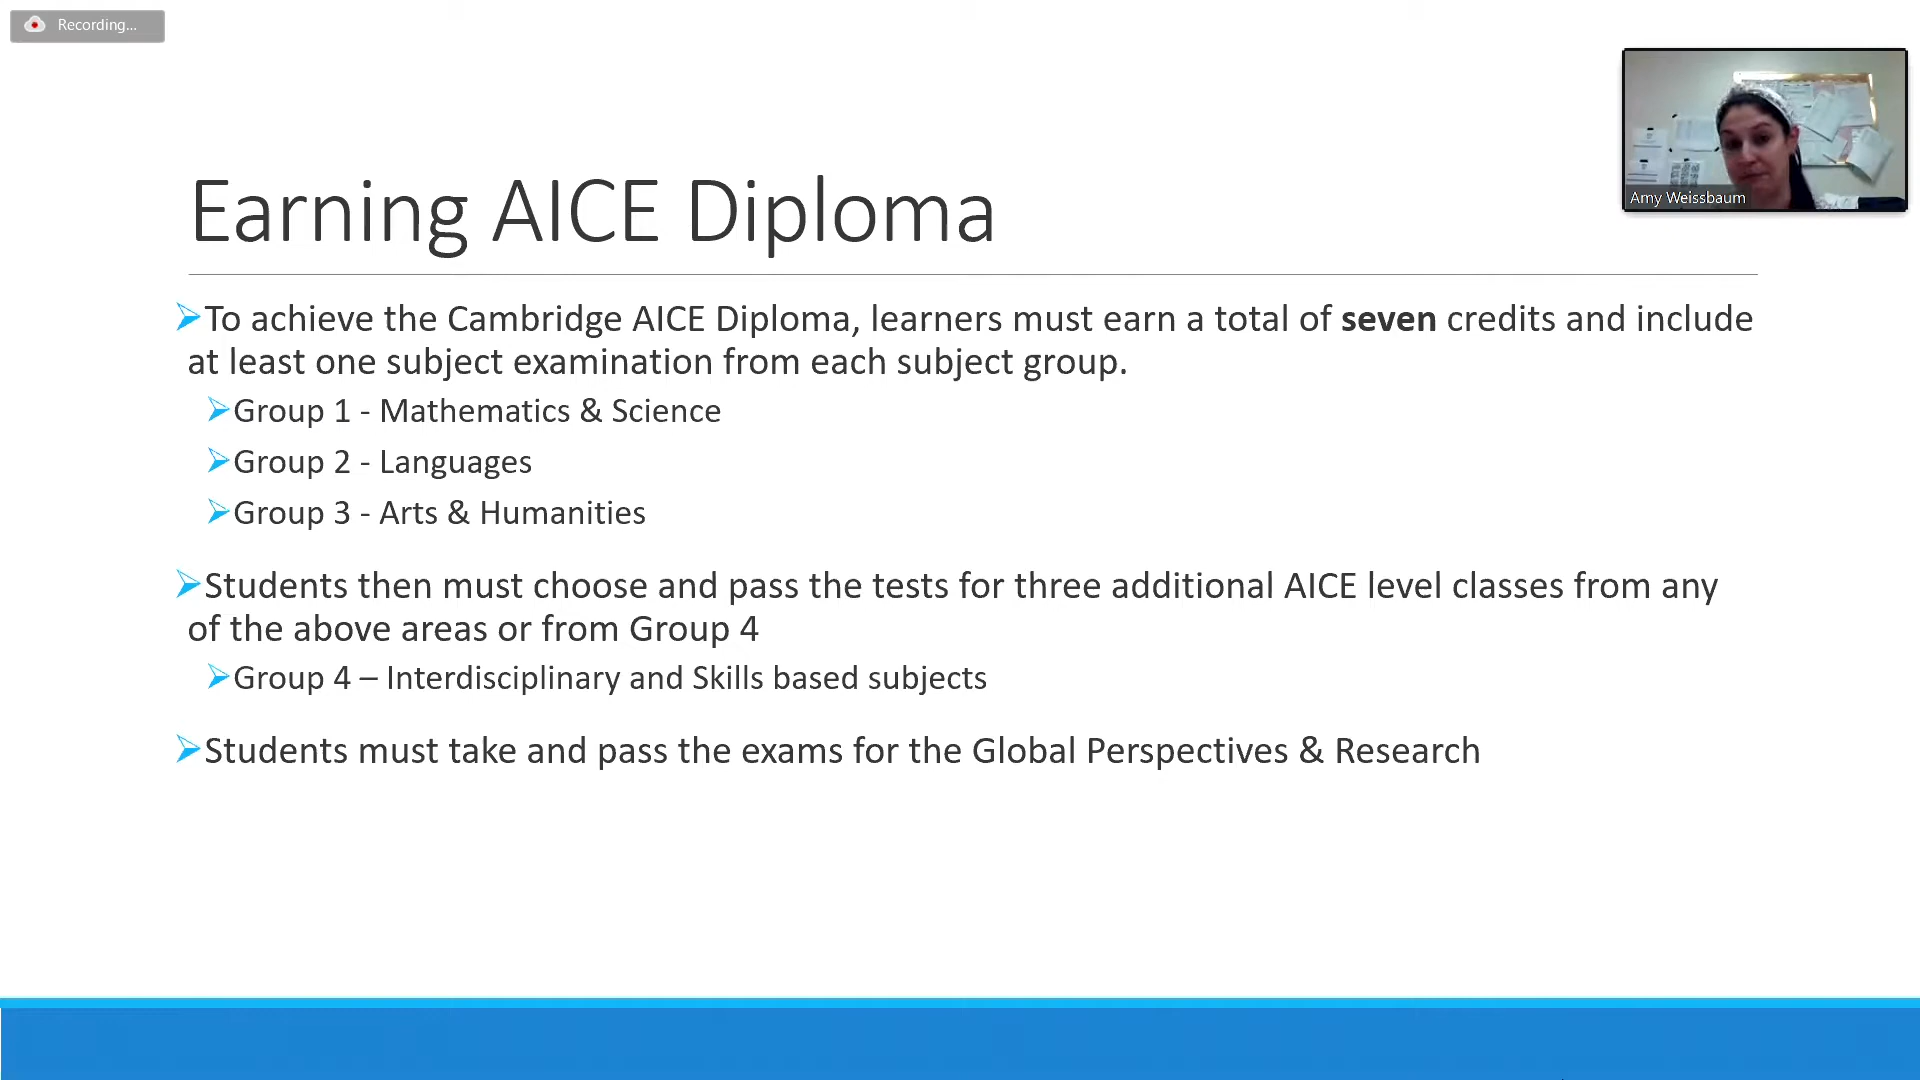 Recording...
Amy Weissbaum
Earning AICE Diploma
To achieve the Cambridge AICE Diploma, learners must earn a total of seven credits and include
at least one subject examination from each subject group.
Group 1 - Mathematics & Science
Group 2 - Languages
Group 3 - Arts & Humanities
Students then must choose and pass the tests for three additional AICE level classes from any
of the above areas or from Group 4
Group 4 – Interdisciplinary and Skills based subjects
Students must take and pass the exams for the Global Perspectives & Research